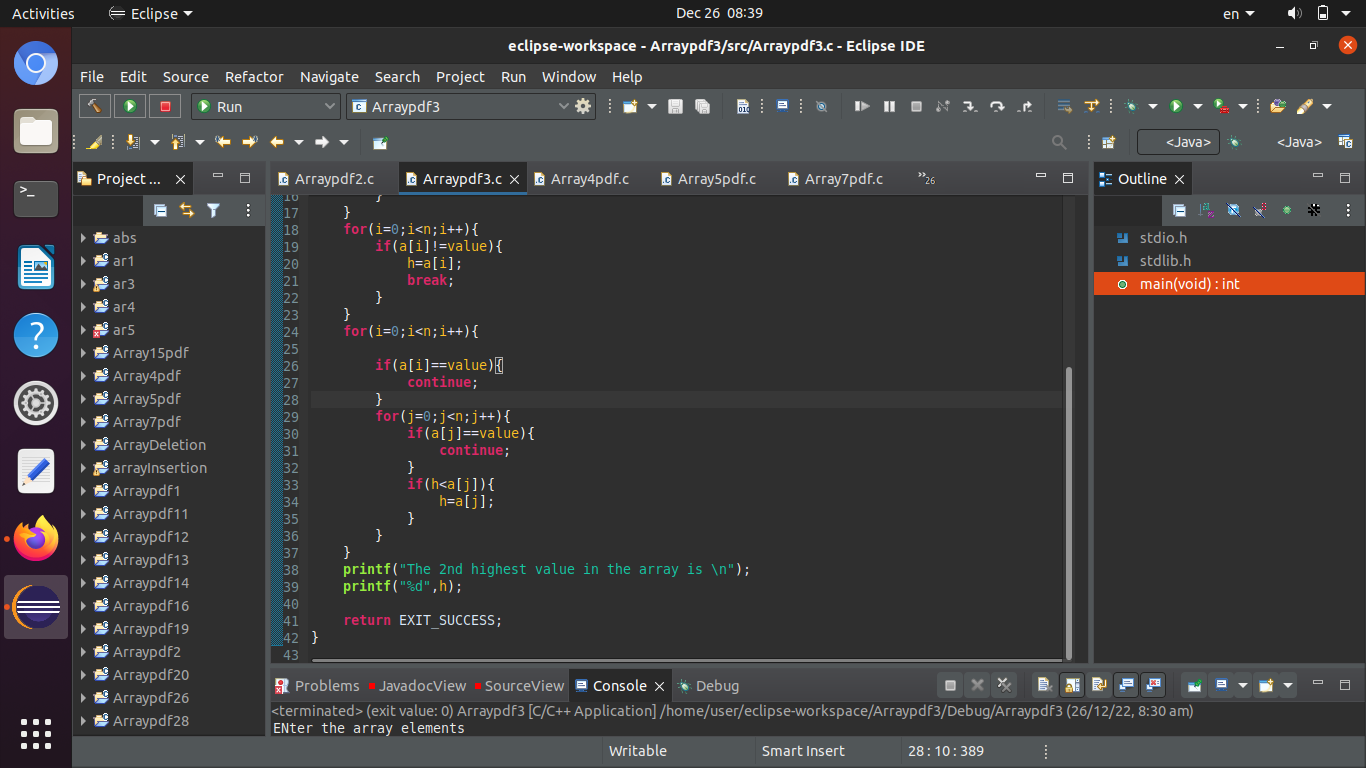 Activities Eclipse Dec 26 08:39 en
eclipse-workspace - Arraypdf3/src/Arraypdf3.c - Eclipse IDE
File Edit Source Refactor Navigate Search Project Run Window Help
Run Arraypdf3 010
<Java> <Java>
Project ... Arraypdf2.c Arraypdf3.c Array4pdf.c Array5pdf.c Array7pdf.c »26 Outline
abs
ar1
ar3
ar4
ar5
Array15pdf
Array4pdf
Array5pdf
Array7pdf
ArrayDeletion
arrayInsertion
Arraypdf1
Arraypdf11
Arraypdf12
Arraypdf13
Arraypdf14
Arraypdf16
Arraypdf19
Arraypdf2
Arraypdf20
Arraypdf26
Arraypdf28
16 }
17 }
18 for(i=0;i<n;i++){
19 if(a[i]!=value){
20 h=a[i];
21 break;
22 }
23 }
24 for(i=0;i<n;i++){
25
26 if(a[i]==value){
27 continue;
28 }
29 for(j=0;j<n;j++){
30 if(a[j]==value){
31 continue;
32 }
33 if(h<a[j]){
34 h=a[j];
35 }
36 }
37 }
38 printf("The 2nd highest value in the array is \n");
39 printf("%d",h);
40
41 return EXIT_SUCCESS;
42 }
43
stdio.h
stdlib.h
main(void) : int
Problems JavadocView SourceView Console Debug
<terminated> (exit value: 0) Arraypdf3 [C/C++ Application] /home/user/eclipse-workspace/Arraypdf3/Debug/Arraypdf3 (26/12/22, 8:30 am)
ENter the array elements
Writable Smart Insert 28 : 10 : 389